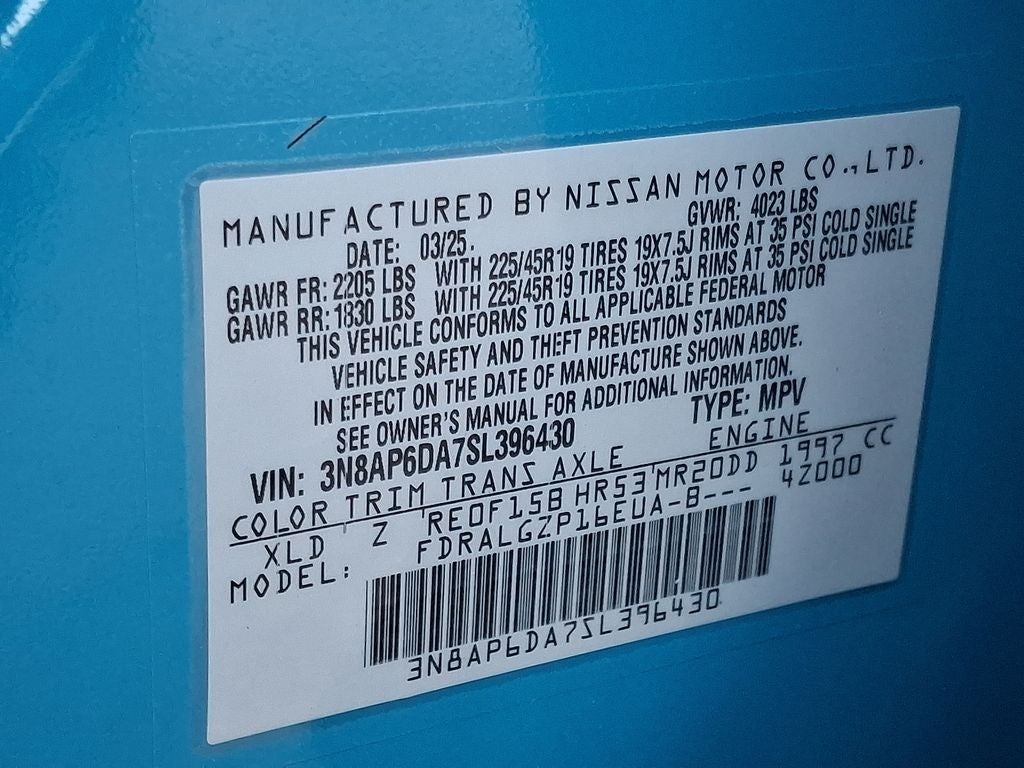 MANUFACTURED BY NISSAN MOTOR CO.,LTD.
DATE: 03/25. GVWR: 4023 LBS
GAWR FR: 2205 LBS WITH 225/45R19 TIRES 19X7.5J RIMS AT 35 PSI COLD SINGLE
GAWR RR: 1830 LBS WITH 225/45R19 TIRES 19X7.5J RIMS AT 35 PSI COLD SINGLE
THIS VEHICLE CONFORMS TO ALL APPLICABLE FEDERAL MOTOR
VEHICLE SAFETY AND THEFT PREVENTION STANDARDS
IN EFFECT ON THE DATE OF MANUFACTURE SHOWN ABOVE.
SEE OWNER'S MANUAL FOR ADDITIONAL INFORMATION.
VIN: 3N8AP6DA7SL396430 TYPE: MPV
COLOR TRIM TRANS AXLE ENGINE
XLD Z RE0F15B HR53 MR20DD 1997 CC
MODEL: FDRALGZP16EUA-B--- 4Z000
3N8AP6DA7SL396430